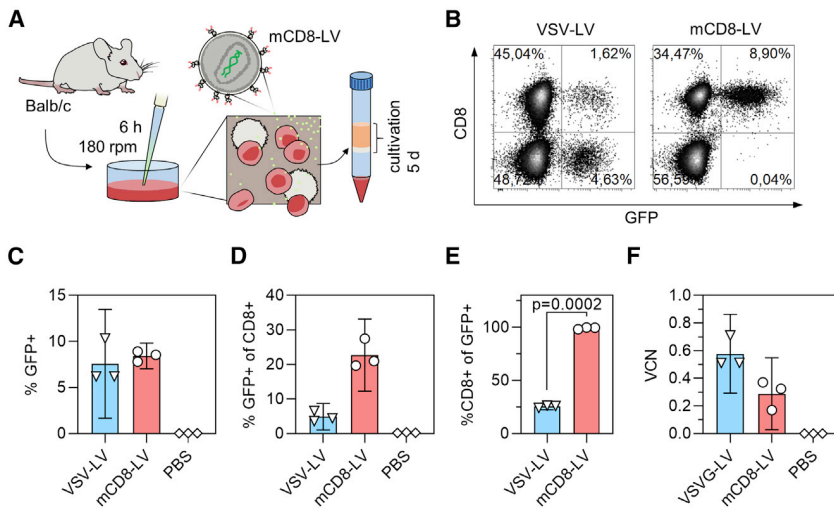 A
mCD8-LV
Balb/c
6 h
180 rpm
cultivation
5 d
B
VSV-LV
mCD8-LV
45,04%
1,62%
34,47%
8,90%
48,72%
4,63%
56,59%
0,04%
CD8
GFP
C
% GFP+
15
10
5
0
VSV-LV
mCD8-LV
PBS
D
% GFP+ of CD8+
40
30
20
10
0
VSV-LV
mCD8-LV
PBS
E
%CD8+ of GFP+
p=0.0002
100
50
0
VSV-LV
mCD8-LV
F
VCN
1.0
0.8
0.6
0.4
0.2
0.0
VSVG-LV
mCD8-LV
PBS